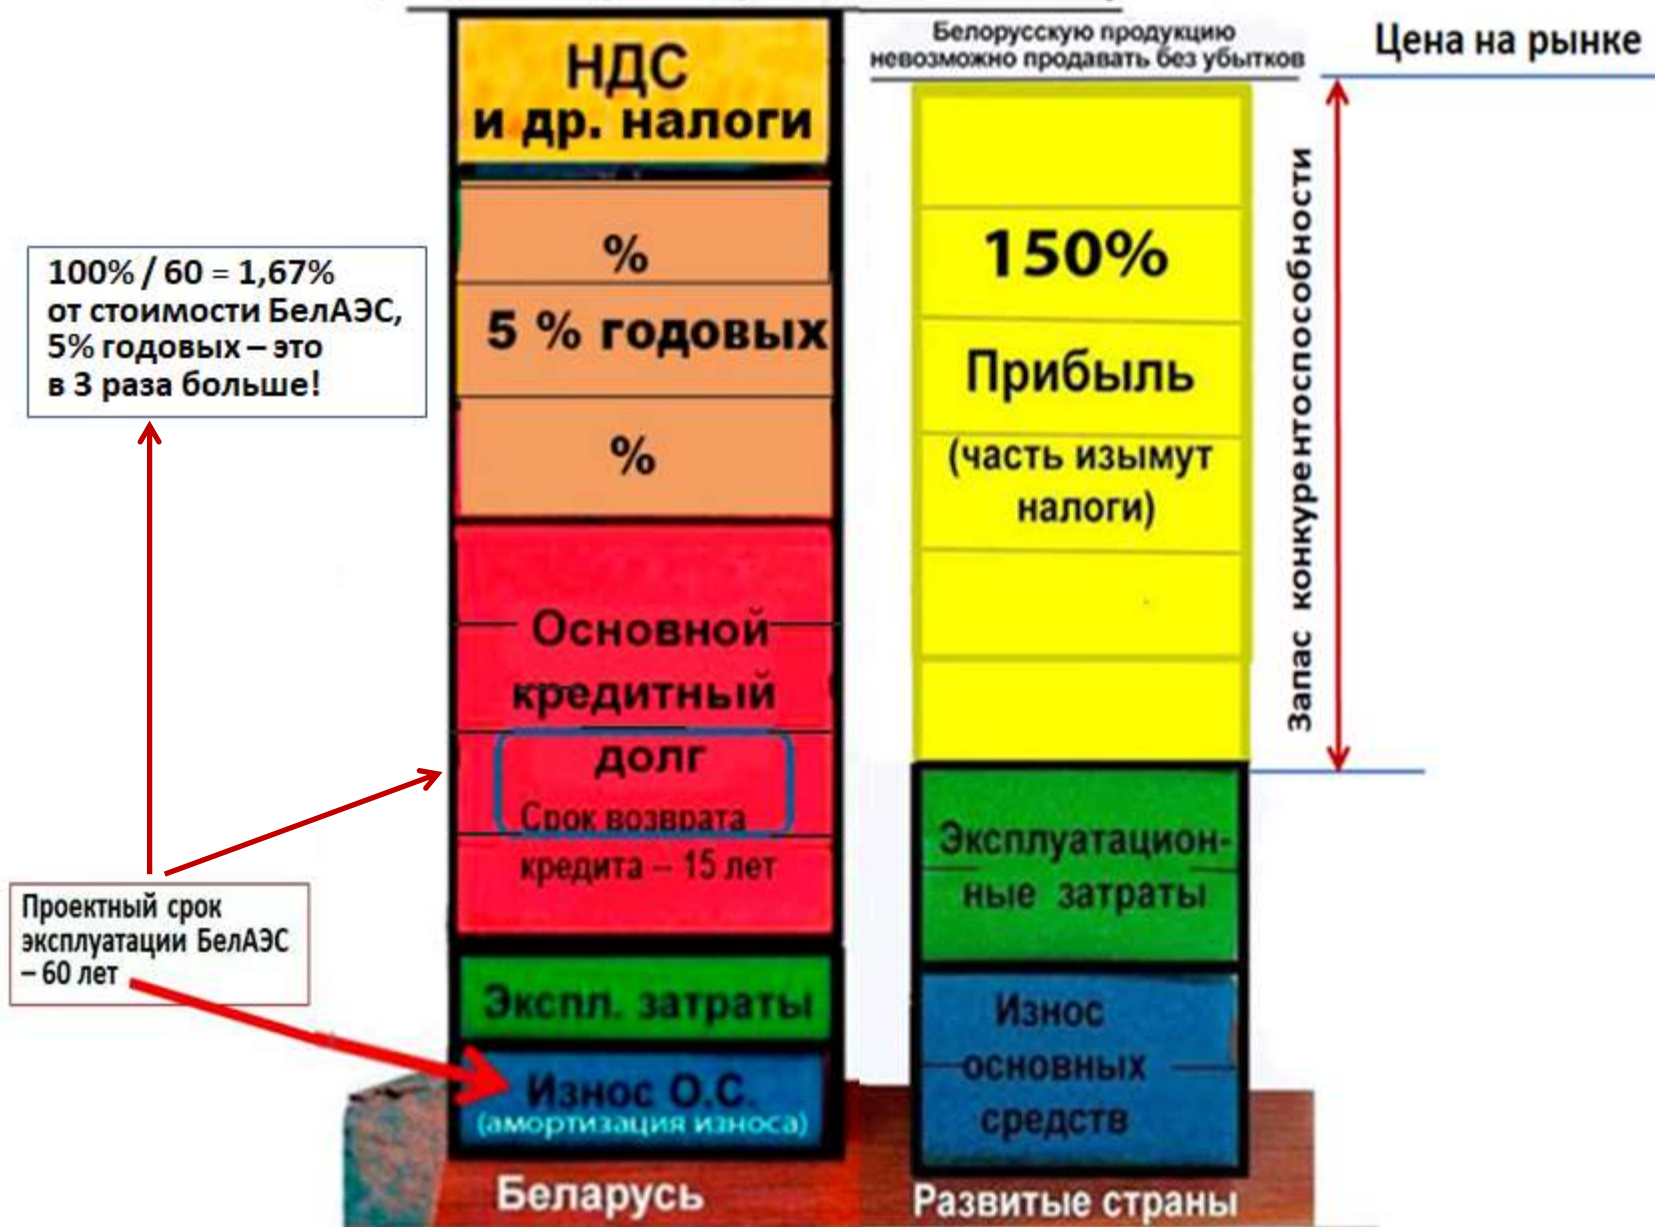 Белорусскую продукцию
невозможно продавать без убытков
Цена на рынке
НДС
и др. налоги
%
5 % годовых
%
Основной
кредитный
долг
Срок возврата
кредита – 15 лет
Экспл. затраты
Износ О.С.
(амортизация износа)
Беларусь
100% / 60 = 1,67%
от стоимости БелАЭС,
5% годовых – это
в 3 раза больше!
Проектный срок
эксплуатации БелАЭС
– 60 лет
150%
Прибыль
(часть изымут
налоги)
Эксплуатацион-
ные затраты
Износ
основных
средств
Развитые страны
Запас конкурентоспособности